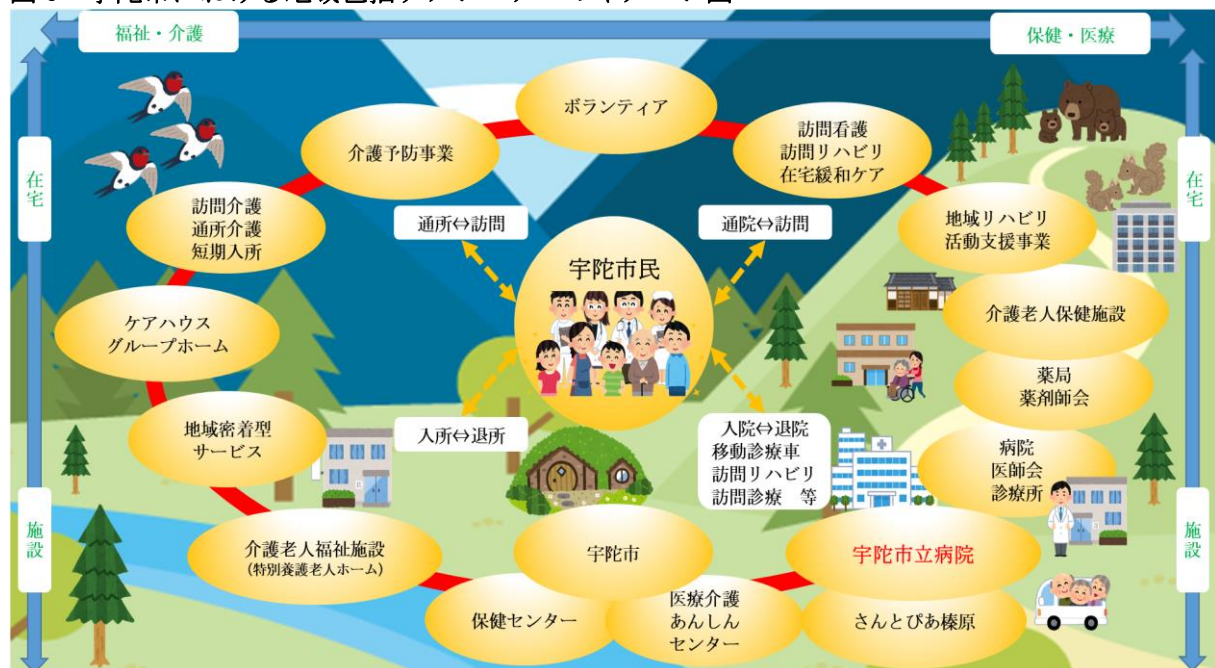 福祉・介護
保健・医療
在宅
在宅
施設
施設
ボランティア
介護予防事業
訪問看護
訪問リハビリ
在宅緩和ケア
訪問介護
通所介護
短期入所
通所⇔訪問
通院⇔訪問
地域リハビリ
活動支援事業
宇陀市民
ケアハウス
グループホーム
介護老人保健施設
薬局
薬剤師会
地域密着型
サービス
入所⇔退所
入院⇔退院
移動診療車
訪問リハビリ
訪問診療 等
病院
医師会
診療所
介護老人福祉施設
(特別養護老人ホーム)
宇陀市
宇陀市立病院
保健センター
医療介護
あんしん
センター
さんとぴあ榛原